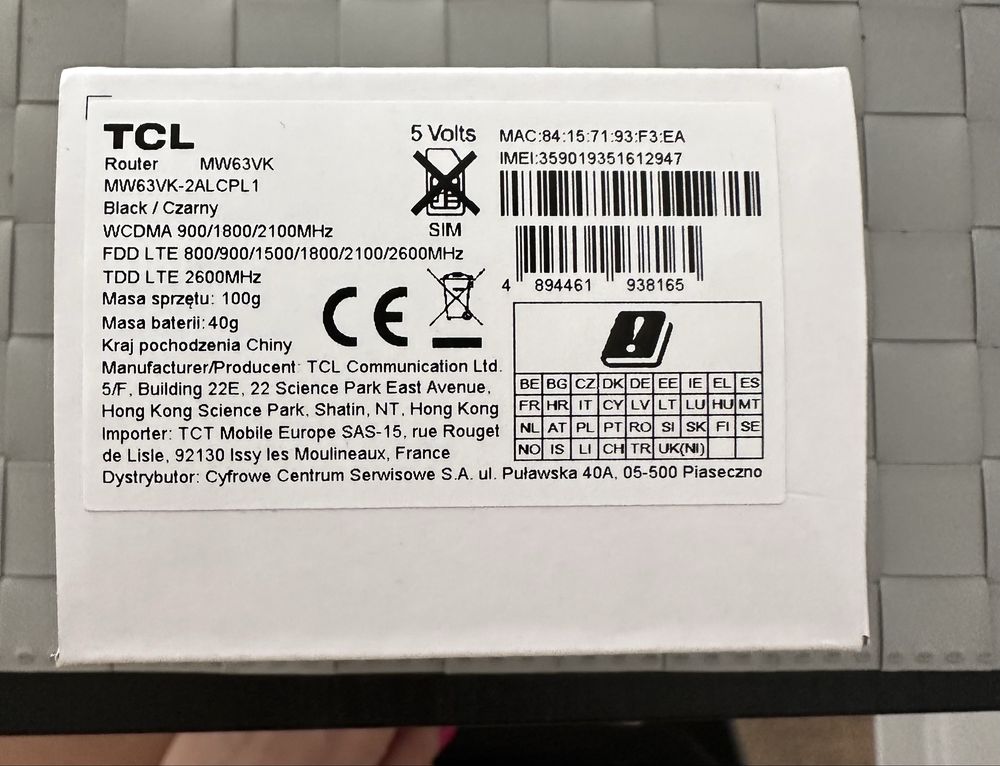 TCL
Router MW63VK
MW63VK-2ALCPL1
Black / Czarny
WCDMA 900/1800/2100MHz
FDD LTE 800/900/1500/1800/2100/2600MHz
TDD LTE 2600MHz
Masa sprzętu: 100g
Masa baterii: 40g
Kraj pochodzenia Chiny
Manufacturer/Producent: TCL Communication Ltd.
5/F, Building 22E, 22 Science Park East Avenue,
Hong Kong Science Park, Shatin, NT, Hong Kong
Importer: TCT Mobile Europe SAS-15, rue Rouget
de Lisle, 92130 Issy les Moulineaux, France
Dystrybutor: Cyfrowe Centrum Serwisowe S.A. ul. Puławska 40A, 05-500 Piaseczno
5 Volts
SIM
CE
MAC:84:15:71:93:F3:EA
IMEI:359019351612947
4 894461 938165
!
BE BG CZ DK DE EE IE EL ES
FR HR IT CY LV LT LU HU MT
NL AT PL PT RO SI SK FI SE
NO IS LI CH TR UK(NI)